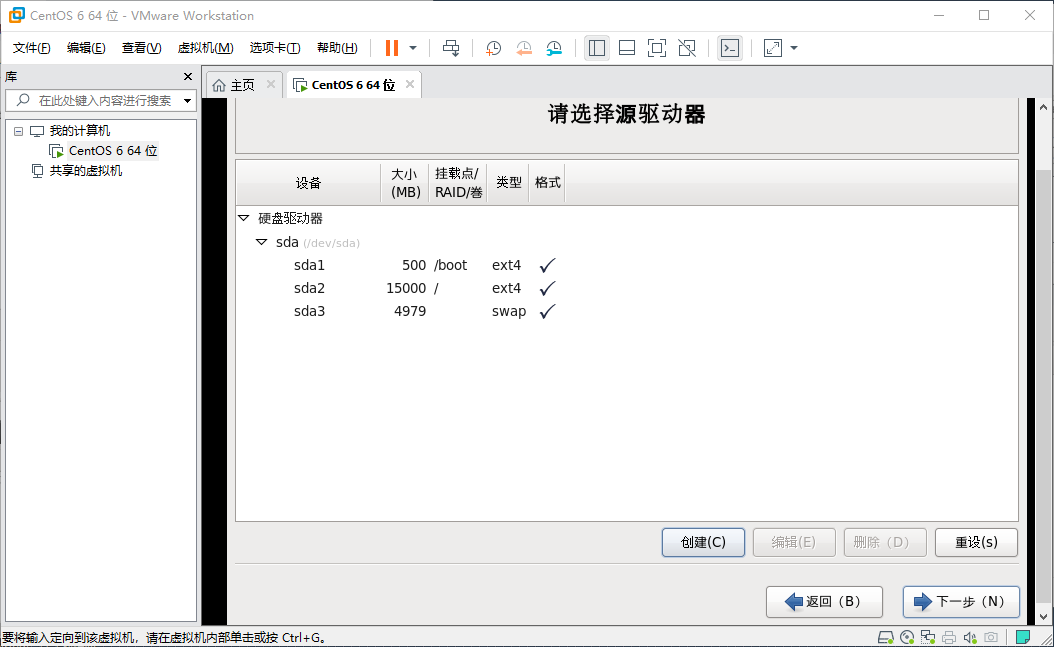 CentOS 6 64 位 - VMware Workstation
文件(F) 编辑(E) 查看(V) 虚拟机(M) 选项卡(T) 帮助(H)
库
在此处键入内容进行搜索
我的计算机
CentOS 6 64 位
共享的虚拟机
主页 CentOS 6 64 位
请选择源驱动器
设备 大小(MB) 挂载点/RAID/卷 类型 格式
硬盘驱动器
sda (/dev/sda)
sda1 500 /boot ext4 ✓
sda2 15000 / ext4 ✓
sda3 4979 swap ✓
创建(C) 编辑(E) 删除（D） 重设(s)
返回（B） 下一步（N）
要将输入定向到该虚拟机，请在虚拟机内部单击或按 Ctrl+G。